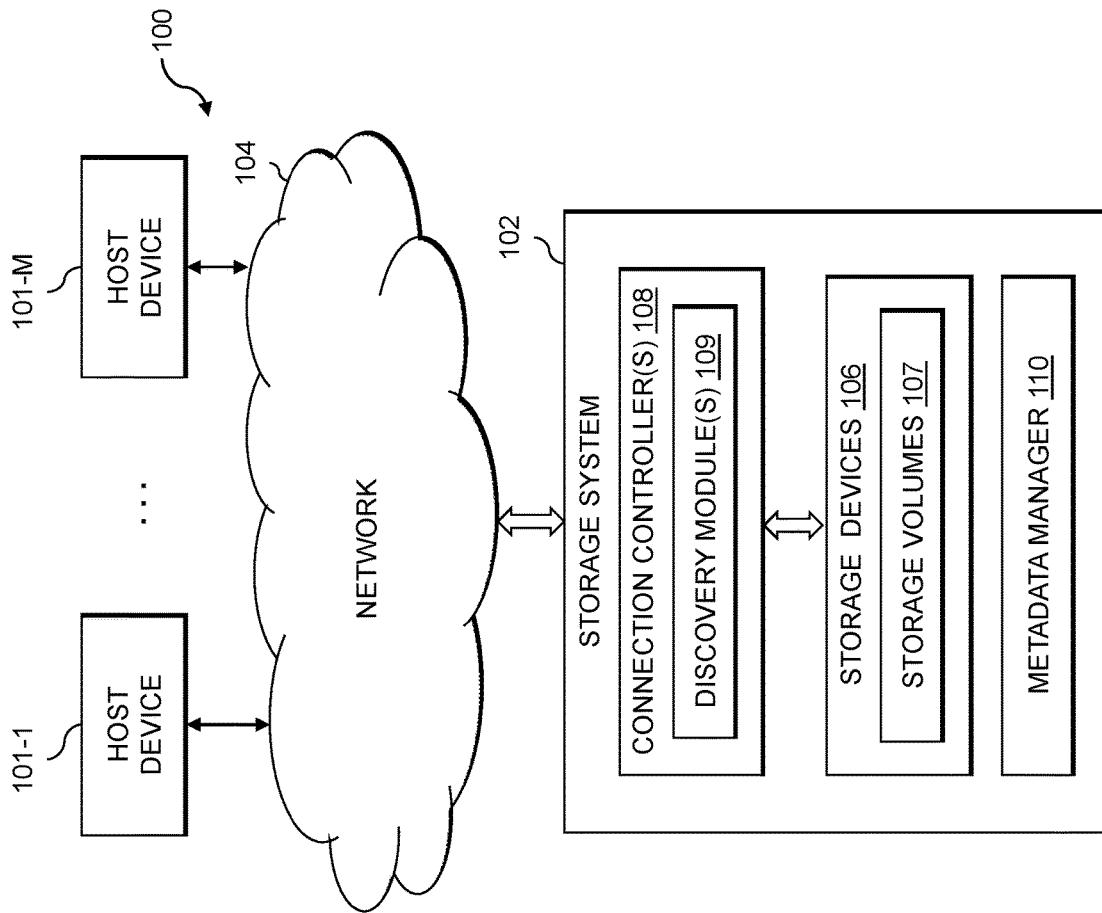 101-1
HOST
DEVICE
...
101-M
HOST
DEVICE
100
104
NETWORK
102
STORAGE SYSTEM
CONNECTION CONTROLLER(S) 108
DISCOVERY MODULE(S) 109
STORAGE DEVICES 106
STORAGE VOLUMES 107
METADATA MANAGER 110